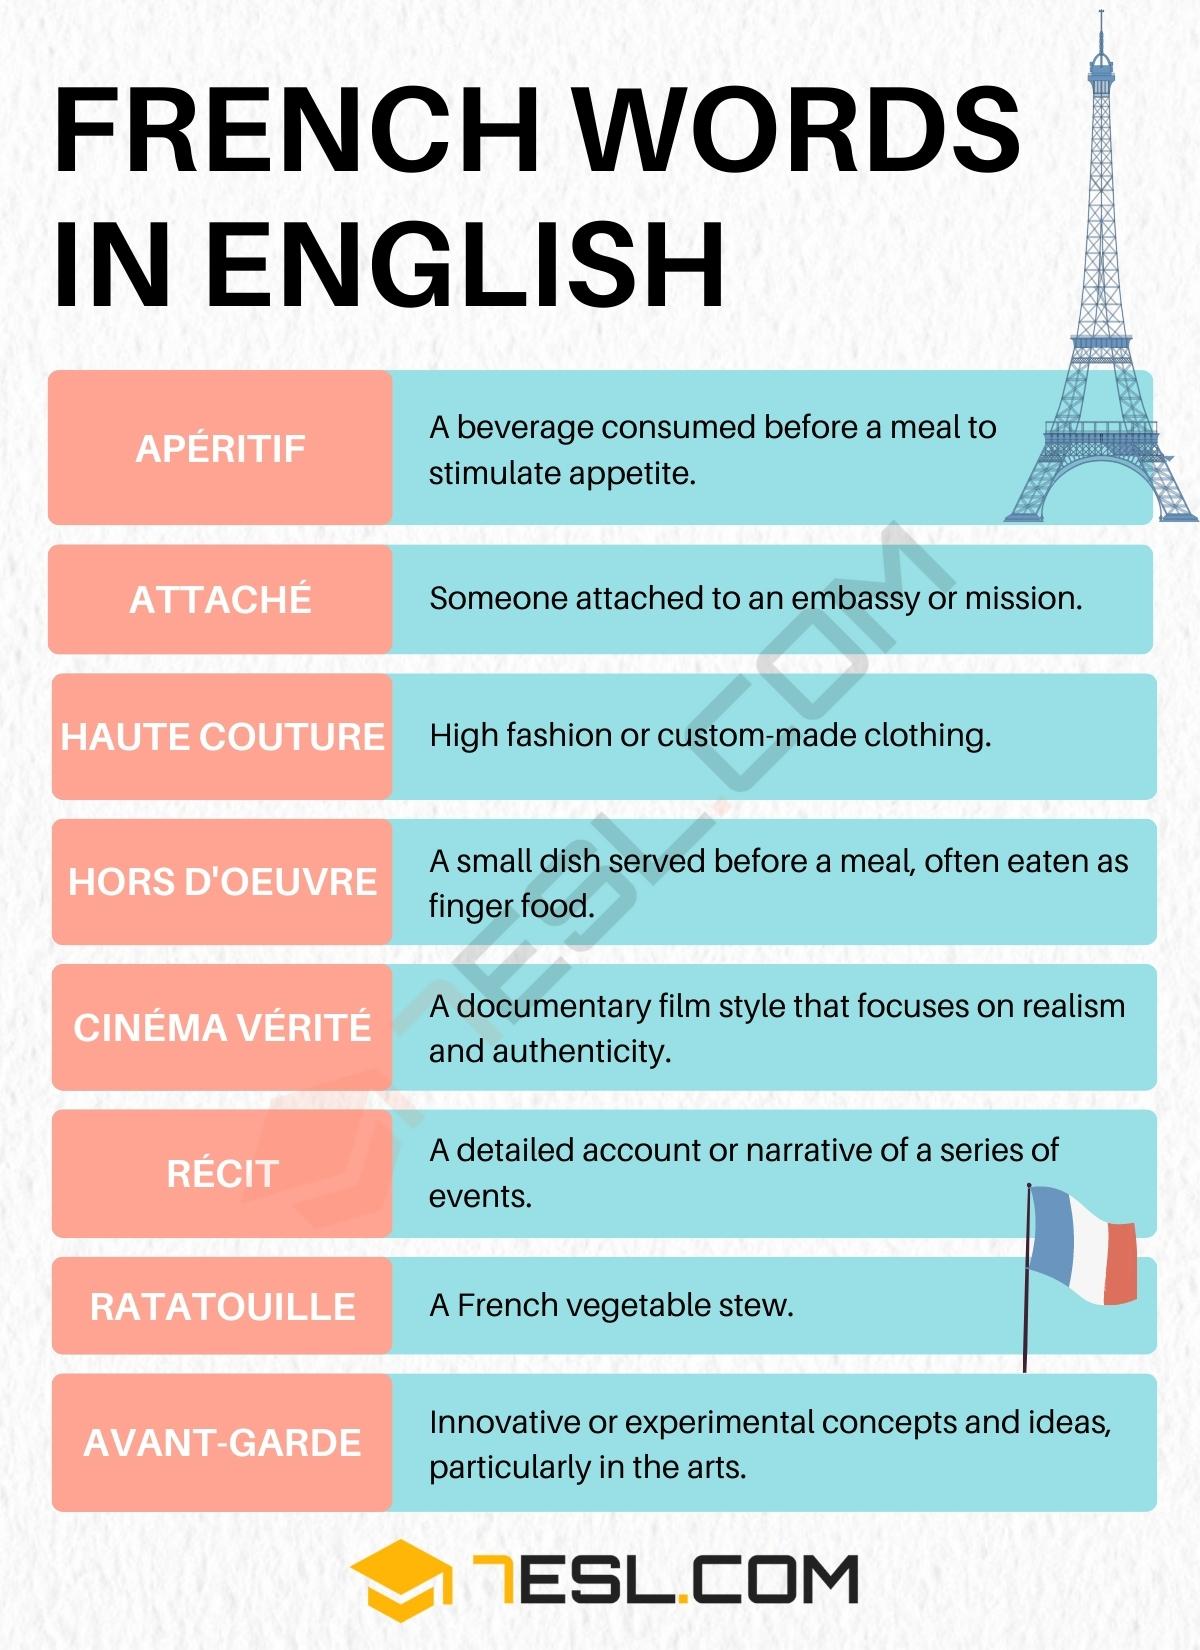 FRENCH WORDS
IN ENGLISH
APÉRITIF
A beverage consumed before a meal to
stimulate appetite.
ATTACHÉ
Someone attached to an embassy or mission.
HAUTE COUTURE
High fashion or custom-made clothing.
HORS D'OEUVRE
A small dish served before a meal, often eaten as
finger food.
CINÉMA VÉRITÉ
A documentary film style that focuses on realism
and authenticity.
RÉCIT
A detailed account or narrative of a series of
events.
RATATOUILLE
A French vegetable stew.
AVANT-GARDE
Innovative or experimental concepts and ideas,
particularly in the arts.
7ESL.COM
7ESL.COM